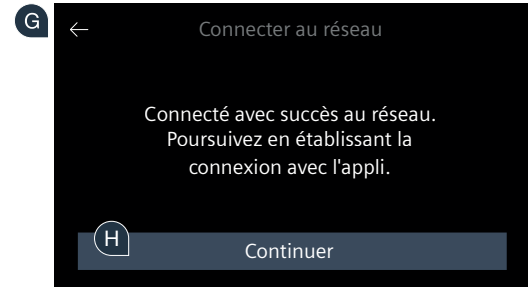 G
← Connecter au réseau
Connecté avec succès au réseau.
Poursuivez en établissant la
connexion avec l'appli.
H
Continuer